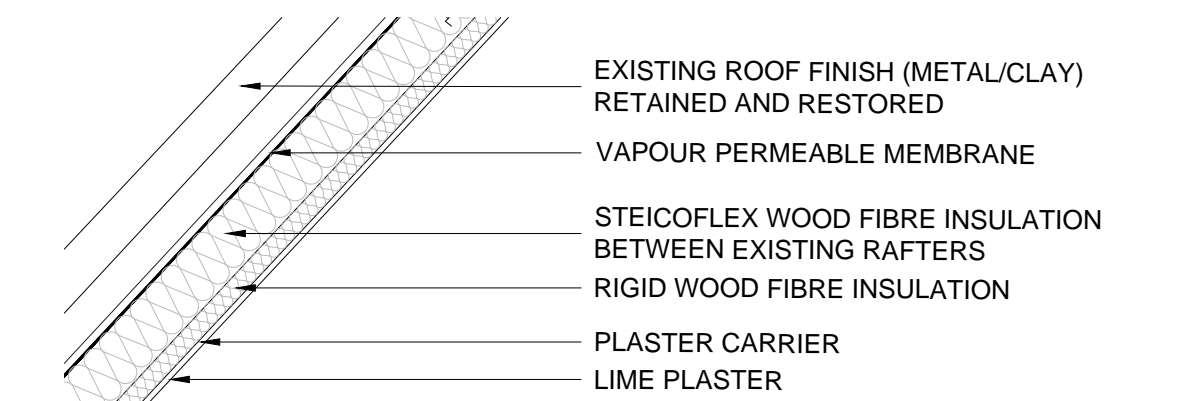 EXISTING ROOF FINISH (METAL/CLAY)
RETAINED AND RESTORED
VAPOUR PERMEABLE MEMBRANE
STEICOFLEX WOOD FIBRE INSULATION
BETWEEN EXISTING RAFTERS
RIGID WOOD FIBRE INSULATION
PLASTER CARRIER
LIME PLASTER